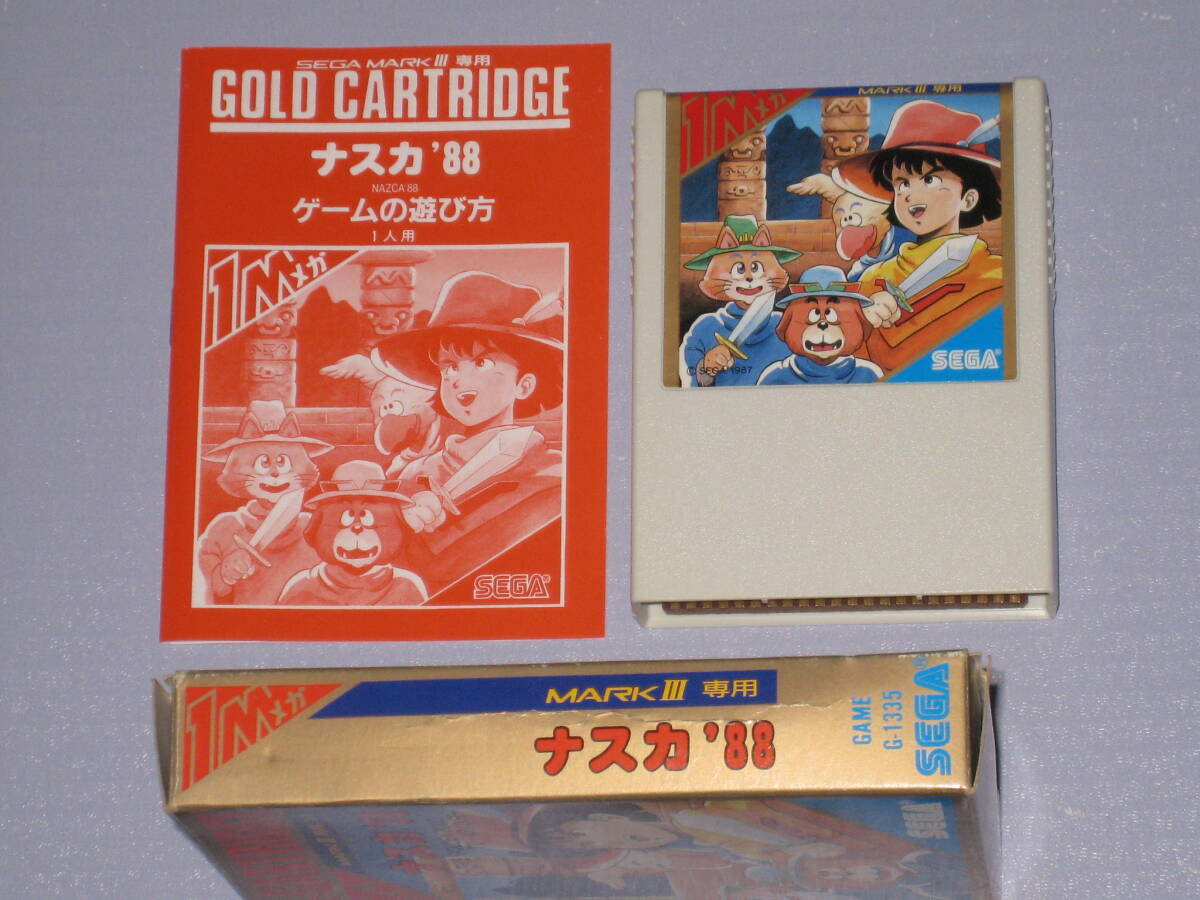 SEGA MARK III 専用
GOLD CARTRIDGE
ナスカ'88
NAZCA'88
ゲームの遊び方
1人用
1Mメガ
SEGA®
MARK III 専用
1Mメガ
SEGA®
© SEGA 1987
1Mメガ
MARK III 専用
ナスカ'88
GAME
G-1335
SEGA®
SEGA